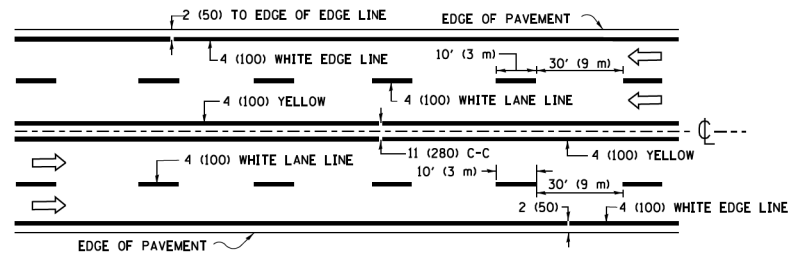 2 (50) TO EDGE OF EDGE LINE
EDGE OF PAVEMENT
4 (100) WHITE EDGE LINE
10' (3 m)
30' (9 m)
4 (100) YELLOW
4 (100) WHITE LANE LINE
℄
4 (100) WHITE LANE LINE
11 (280) C-C
4 (100) YELLOW
10' (3 m)
30' (9 m)
2 (50)
4 (100) WHITE EDGE LINE
EDGE OF PAVEMENT